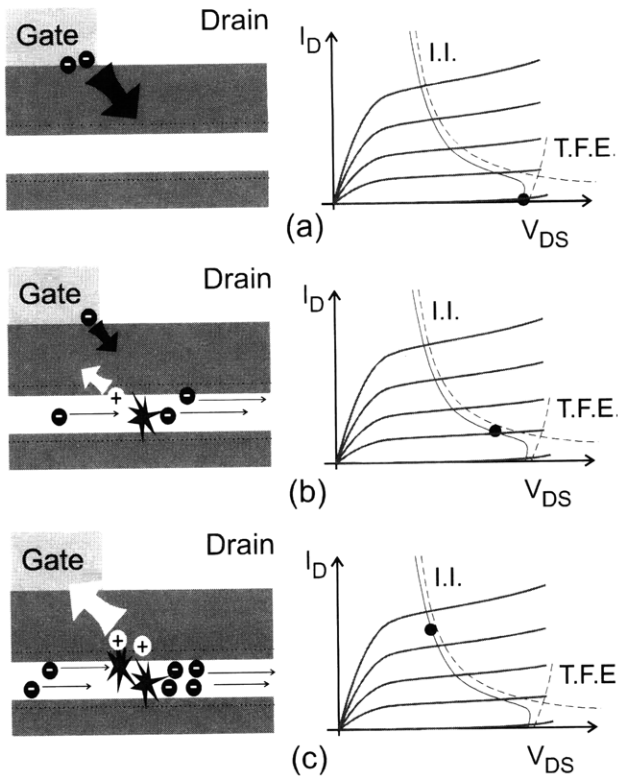 Gate
Drain
I_D
I.I.
T.F.E.
V_DS
(a)
Gate
Drain
+
I_D
I.I.
T.F.E.
V_DS
(b)
Gate
Drain
+ +
I_D
I.I.
T.F.E
V_DS
(c)